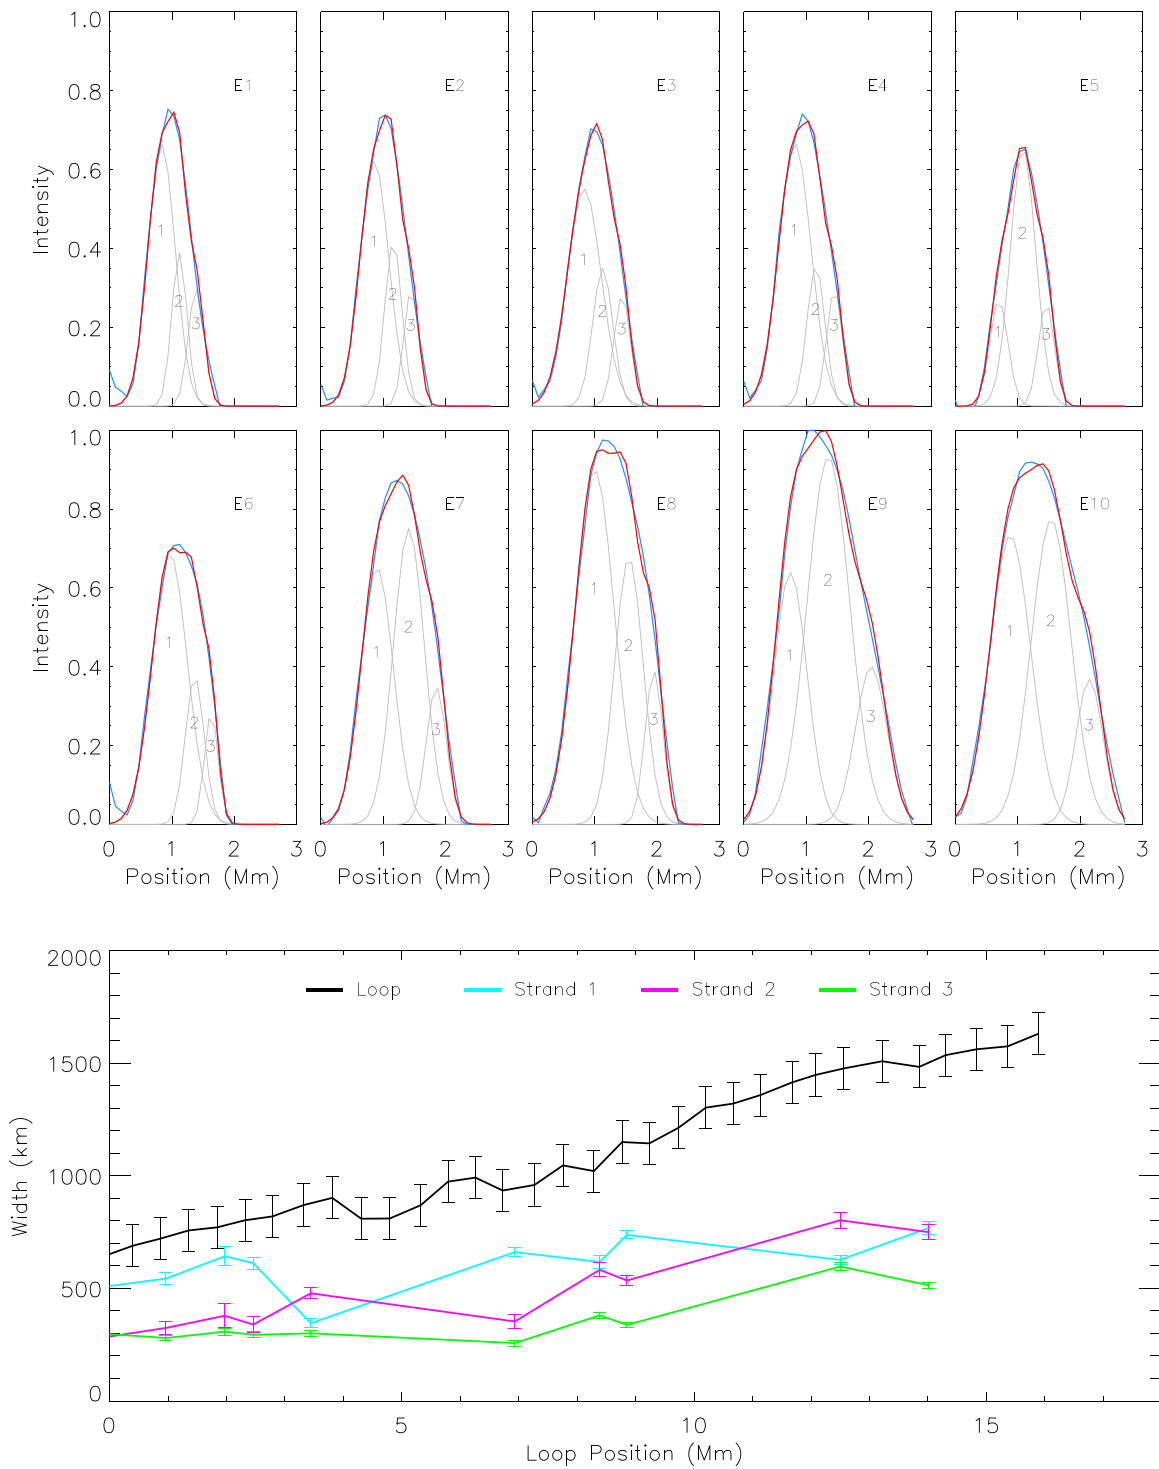 1.0
0.8
0.6
0.4
0.2
0.0
Intensity
E1
1
2
3
E2
1
2
3
E3
1
2
3
E4
1
2
3
E5
1
2
3
1.0
0.8
0.6
0.4
0.2
0.0
Intensity
E6
1
2
3
E7
1
2
3
E8
1
2
3
E9
1
2
3
E10
1
2
3
0 1 2 3
0 1 2 3
0 1 2 3
0 1 2 3
0 1 2 3
Position (Mm)
Position (Mm)
Position (Mm)
Position (Mm)
Position (Mm)
2000
1500
1000
500
0
Width (km)
Loop
Strand 1
Strand 2
Strand 3
0 5 10 15
Loop Position (Mm)